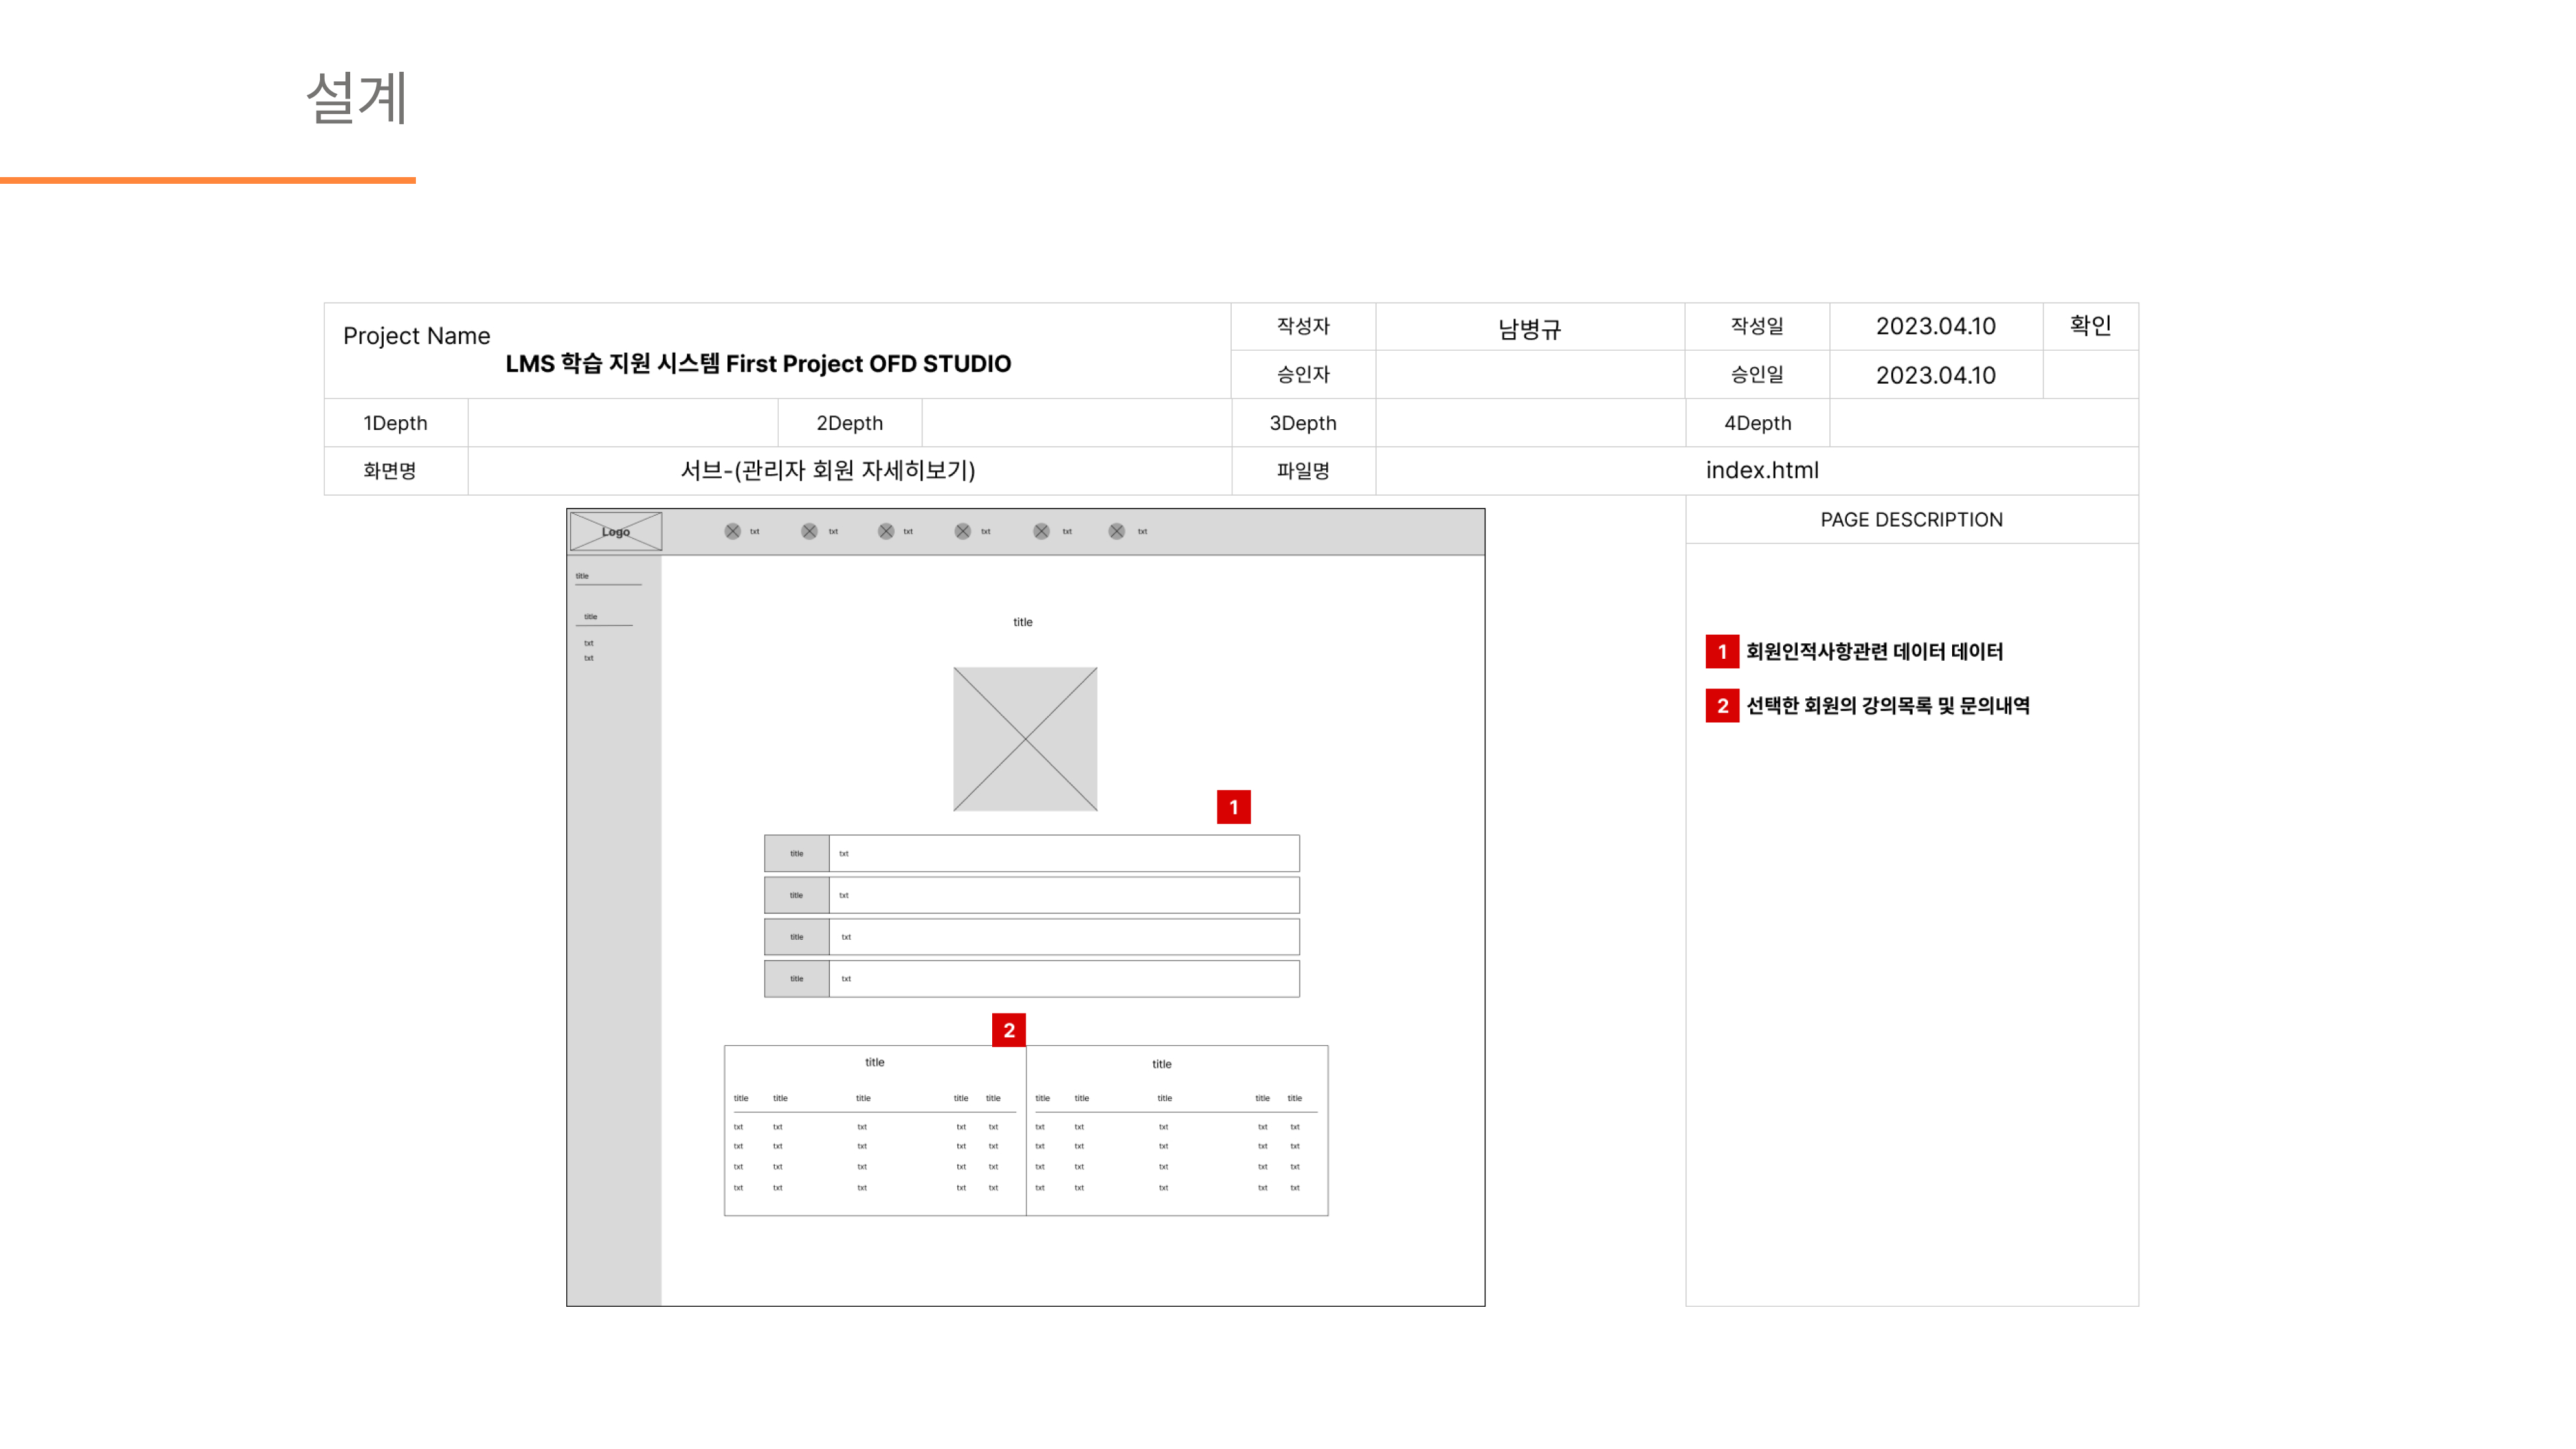 설계
Project Name
LMS 학습 지원 시스템 First Project OFD STUDIO
작성자 남병규 작성일 2023.04.10 확인
승인자 승인일 2023.04.10
1Depth 2Depth 3Depth 4Depth
화면명 서브-(관리자 회원 자세히보기) 파일명 index.html
PAGE DESCRIPTION
1 회원인적사항관련 데이터 데이터
2 선택한 회원의 강의목록 및 문의내역
Logo txt txt txt txt txt txt
title
title
txt
txt
title
1
title txt
title txt
title txt
title txt
2
title title
title title title title title title title title title title
txt txt txt txt txt txt txt txt txt txt
txt txt txt txt txt txt txt txt txt txt
txt txt txt txt txt txt txt txt txt txt
txt txt txt txt txt txt txt txt txt txt